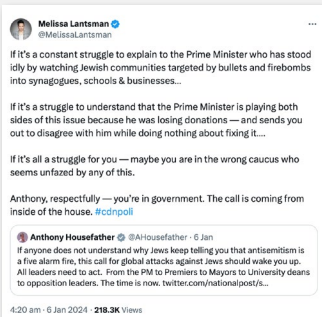 Melissa Lantsman
@MelissaLantsman
If it's a constant struggle to explain to the Prime Minister who has stood
idly by watching Jewish communities targeted by bullets and firebombs
into synagogues, schools & businesses...
If it's a struggle to understand that the Prime Minister is playing both
sides of this issue because he was losing donations — and sends you
out to disagree with him while doing nothing about fixing it....
If it's all a struggle for you — maybe you are in the wrong caucus who
seems unfazed by any of this.
Anthony, respectfully — you're in government. The call is coming from
inside of the house. #cdnpoli
Anthony Housefather @AHousefather · 6 Jan
If anyone does not understand why Jews keep telling you that antisemitism is
a five alarm fire, this call for global attacks against Jews should wake you up.
All leaders need to act. From the PM to Premiers to Mayors to University deans
to opposition leaders. The time is now. twitter.com/nationalpost/s...
4:20 am · 6 Jan 2024 · 218.3K Views